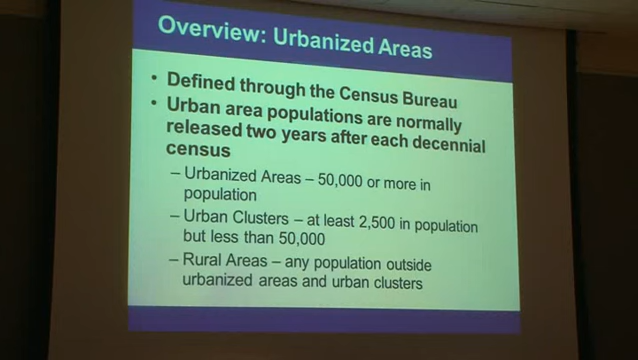 Overview: Urbanized Areas
• Defined through the Census Bureau
• Urban area populations are normally
released two years after each decennial
census
– Urbanized Areas – 50,000 or more in
population
– Urban Clusters – at least 2,500 in population
but less than 50,000
– Rural Areas – any population outside
urbanized areas and urban clusters